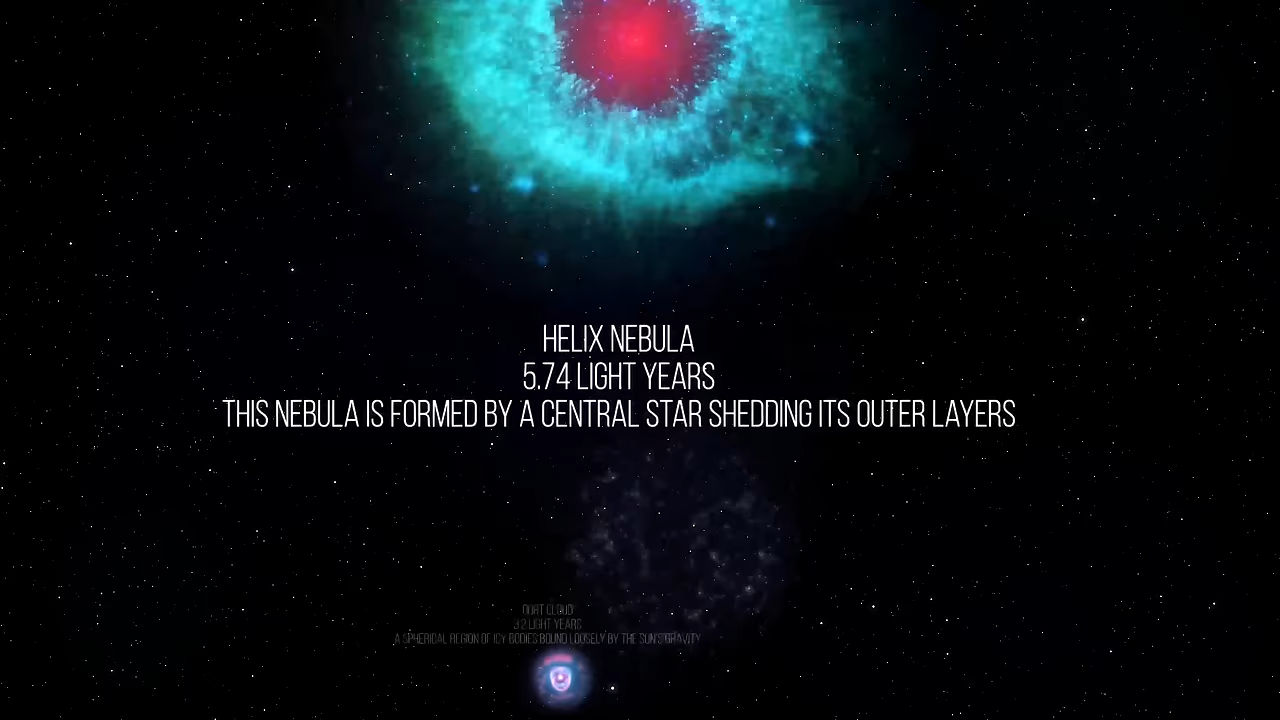 HELIX NEBULA
5.74 LIGHT YEARS
THIS NEBULA IS FORMED BY A CENTRAL STAR SHEDDING ITS OUTER LAYERS
OORT CLOUD
3.2 LIGHT YEARS
A SPHERICAL REGION OF ICY BODIES BOUND LOOSELY BY THE SUN'S GRAVITY